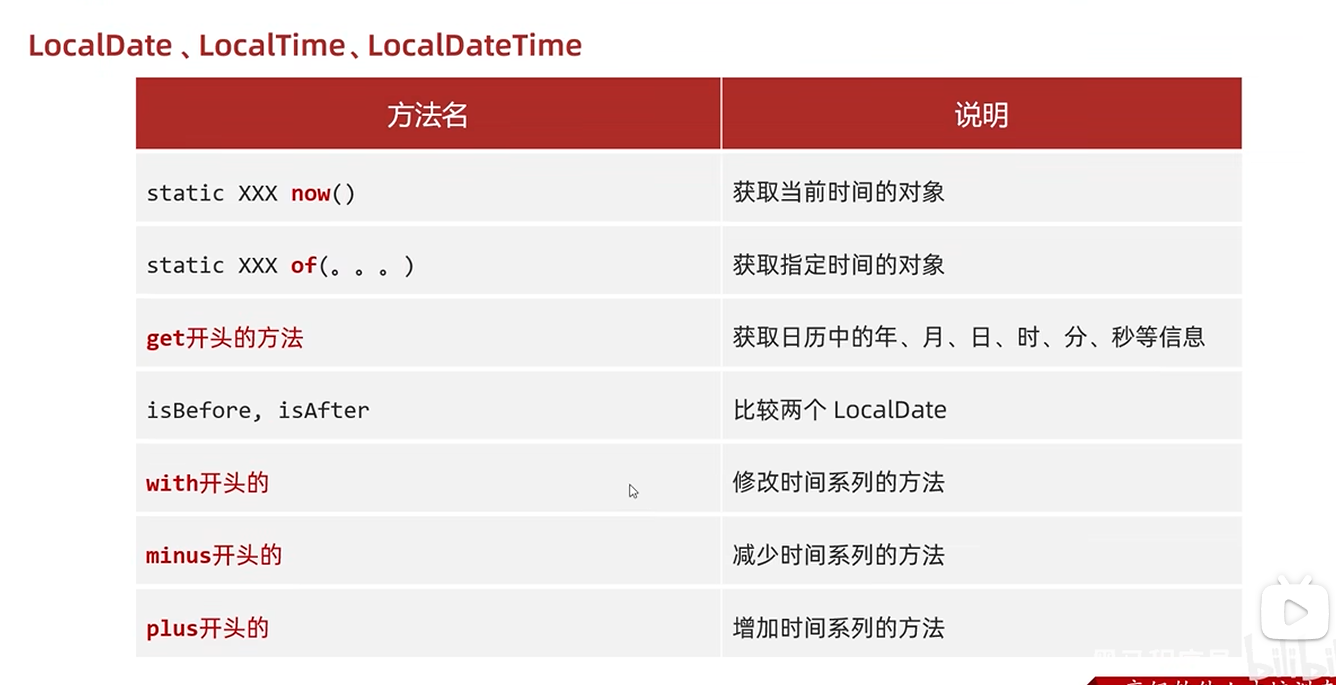 LocalDate 、LocalTime、LocalDateTime
方法名 说明
static XXX now() 获取当前时间的对象
static XXX of(。。。) 获取指定时间的对象
get开头的方法 获取日历中的年、月、日、时、分、秒等信息
isBefore, isAfter 比较两个 LocalDate
with开头的 修改时间系列的方法
minus开头的 减少时间系列的方法
plus开头的 增加时间系列的方法